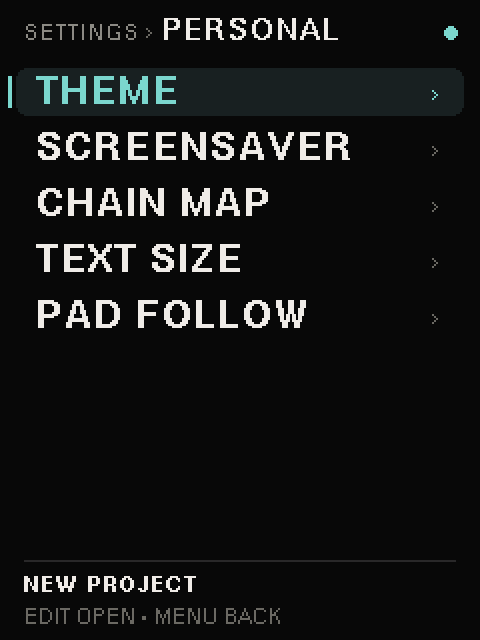 SETTINGS › PERSONAL
THEME ›
SCREENSAVER ›
CHAIN MAP ›
TEXT SIZE ›
PAD FOLLOW ›
NEW PROJECT
EDIT OPEN • MENU BACK